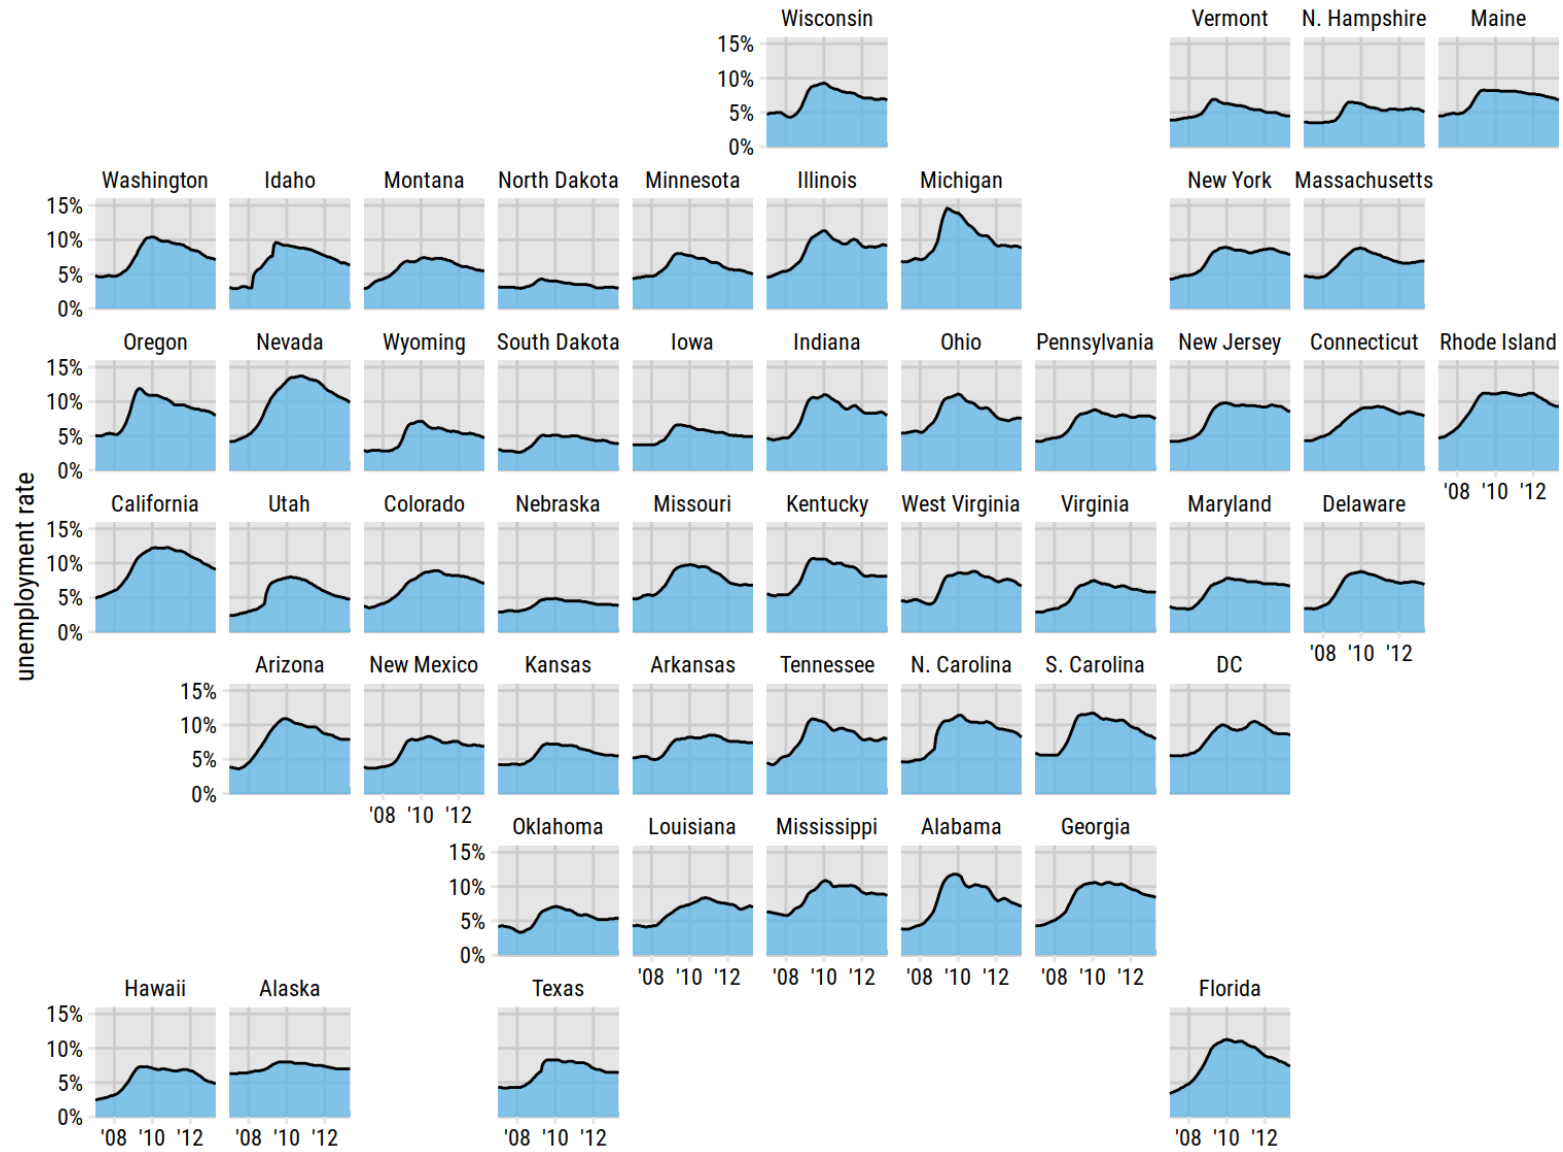 Wisconsin Vermont N. Hampshire Maine
15%
10%
5%
0%
Washington Idaho Montana North Dakota Minnesota Illinois Michigan New York Massachusetts
15%
10%
5%
0%
Oregon Nevada Wyoming South Dakota Iowa Indiana Ohio Pennsylvania New Jersey Connecticut Rhode Island
15%
10%
5%
0%
'08 '10 '12
unemployment rate
California Utah Colorado Nebraska Missouri Kentucky West Virginia Virginia Maryland Delaware
15%
10%
5%
0%
'08 '10 '12
Arizona New Mexico Kansas Arkansas Tennessee N. Carolina S. Carolina DC
15%
10%
5%
0%
'08 '10 '12
Oklahoma Louisiana Mississippi Alabama Georgia
15%
10%
5%
0%
'08 '10 '12 '08 '10 '12 '08 '10 '12 '08 '10 '12
Hawaii Alaska Texas Florida
15%
10%
5%
0%
'08 '10 '12 '08 '10 '12 '08 '10 '12 '08 '10 '12